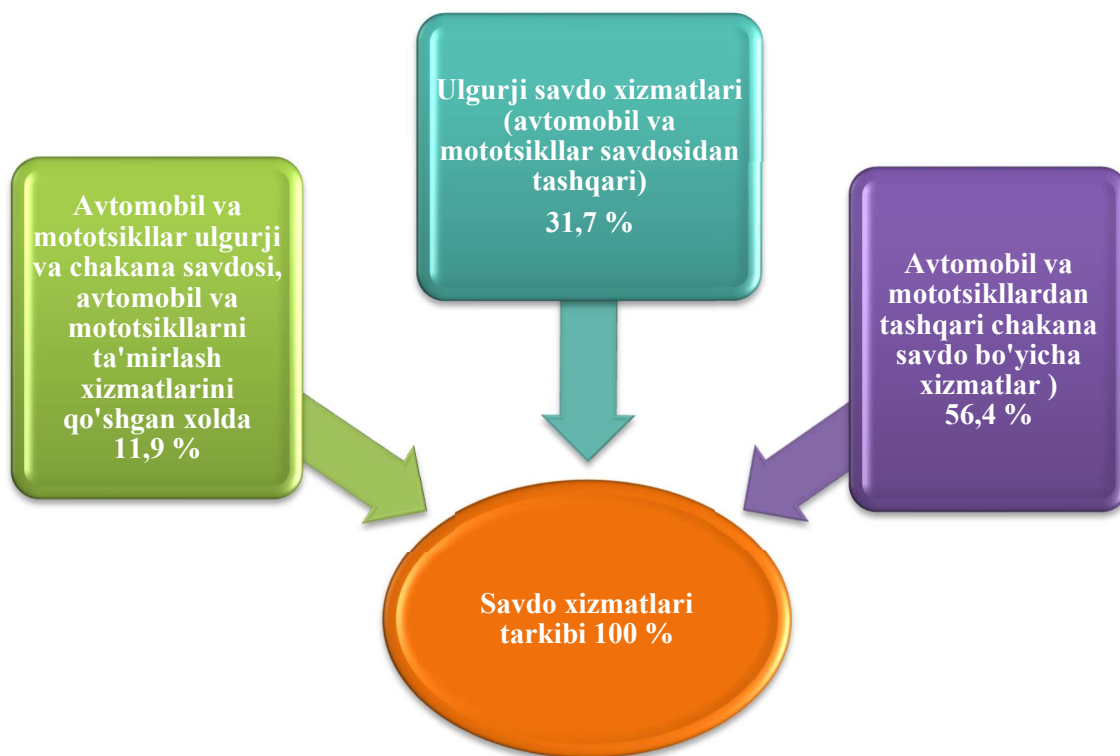 Avtomobil va
mototsikllar ulgurji
va chakana savdosi,
avtomobil va
mototsikllarni
ta'mirlash
xizmatlarini
qo'shgan xolda
11,9 %
Ulgurji savdo xizmatlari
(avtomobil va
mototsikllar savdosidan
tashqari)
31,7 %
Avtomobil va
mototsikllardan
tashqari chakana
savdo bo'yicha
xizmatlar )
56,4 %
Savdo xizmatlari
tarkibi 100 %